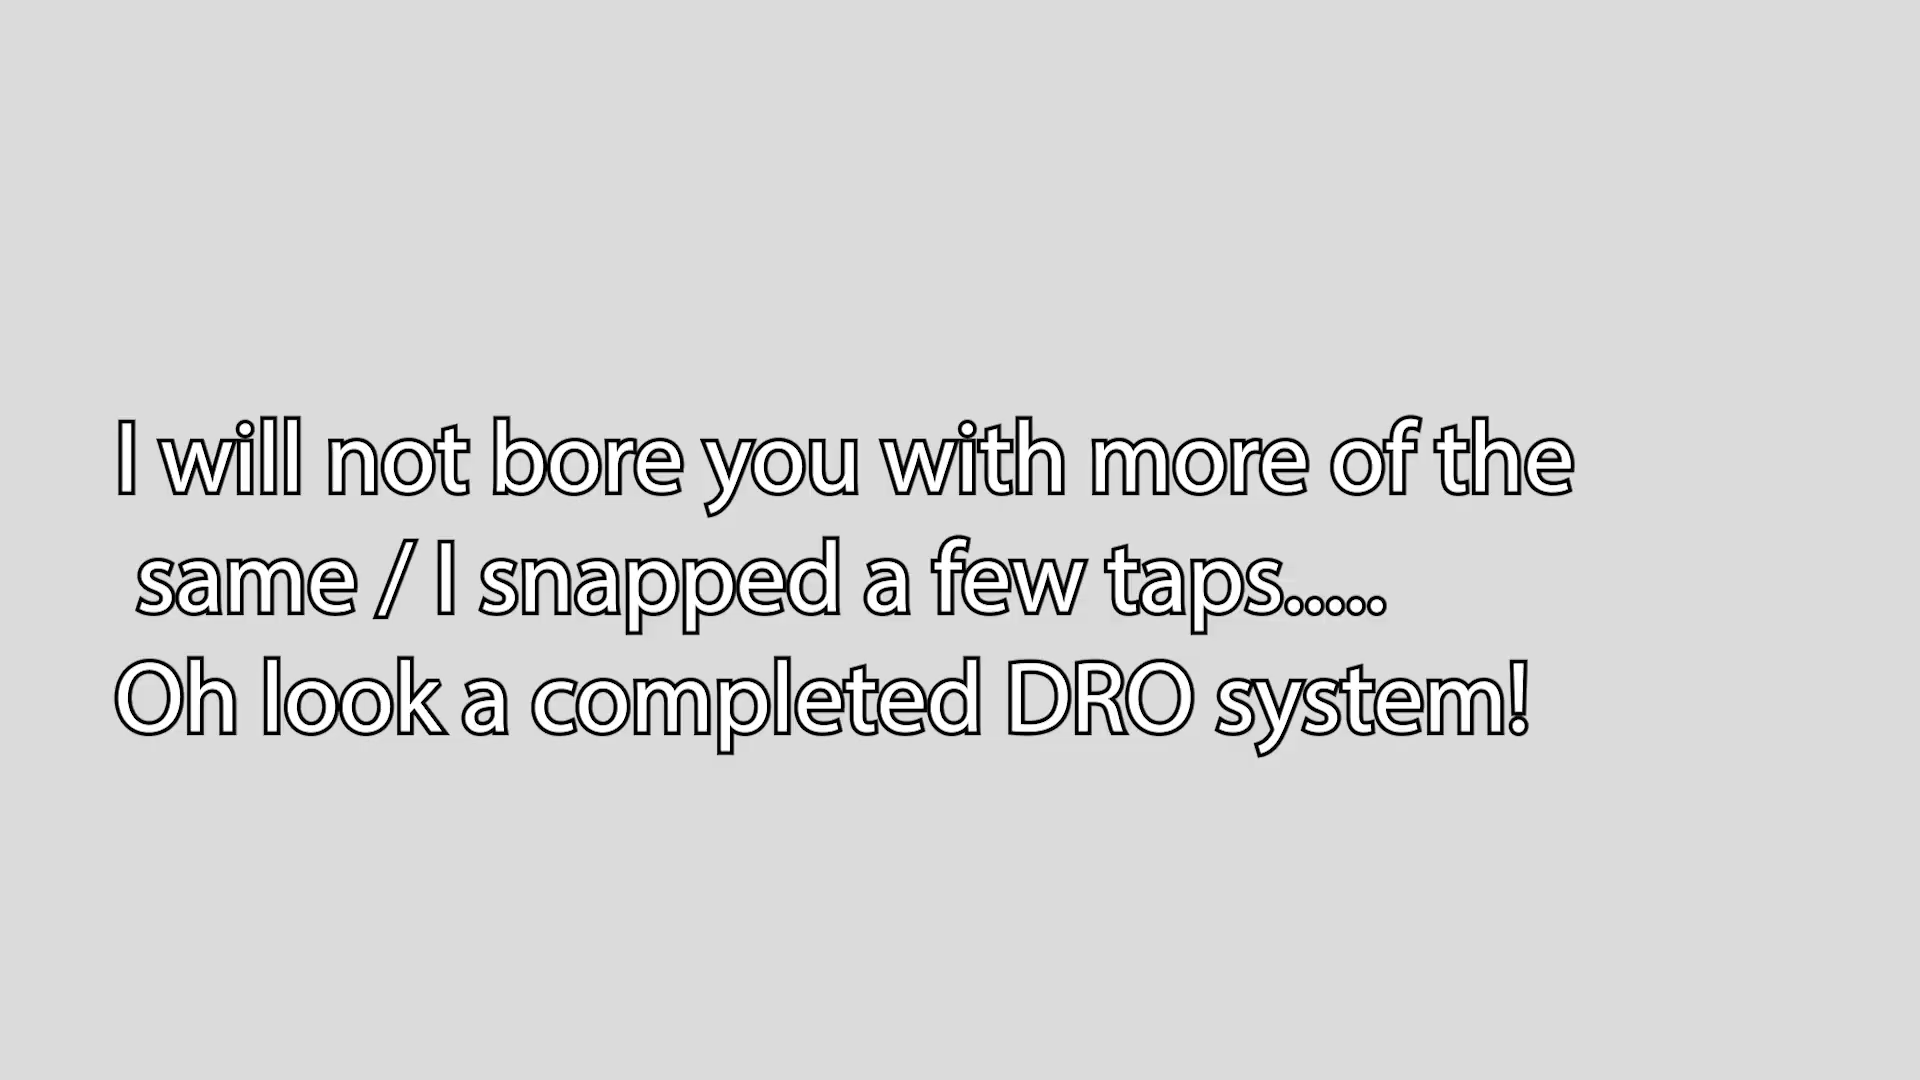 I will not bore you with more of the
same / I snapped a few taps.....
Oh look a completed DRO system!